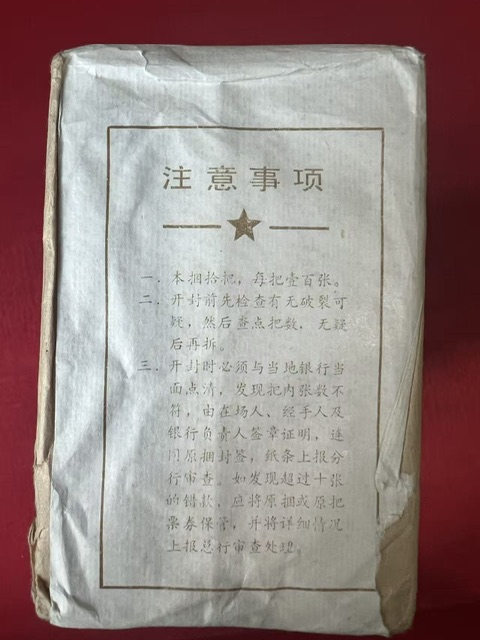 注意事项
一．本捆拾把，每把壹百张。
二．开封前先检查有无破裂可
疑，然后查点把数，无疑
后再拆。
三．开封时必须与当地银行当
面点清，发现把内张数不
符，由在场人、经手人及
银行负责人签章证明，连
同原捆封签，纸条上报分
行审查。如发现超过十张
的错款，应将原捆或原把
票券保管，并将详细情况
上报总行审查处理。